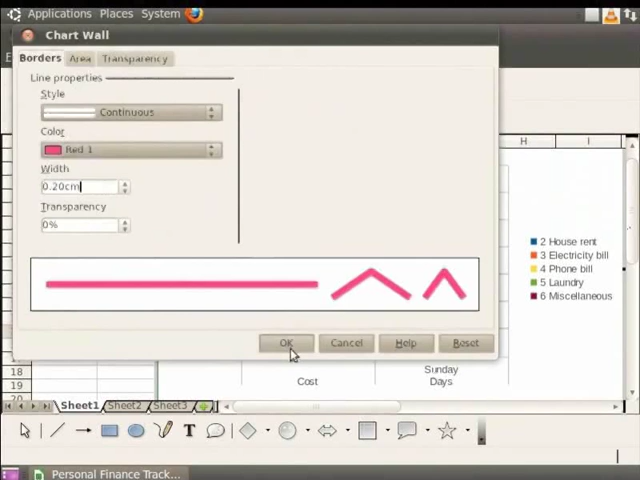 Applications Places System
Chart Wall
Borders Area Transparency
Line properties
Style
Continuous
Color
Red 1
Width
0.20cm
Transparency
0%
OK Cancel Help Reset
H I
2 House rent
3 Electricity bill
4 Phone bill
5 Laundry
6 Miscellaneous
18
19
Cost
Sunday
Days
Sheet1 Sheet2 Sheet3
T
Personal Finance Track...